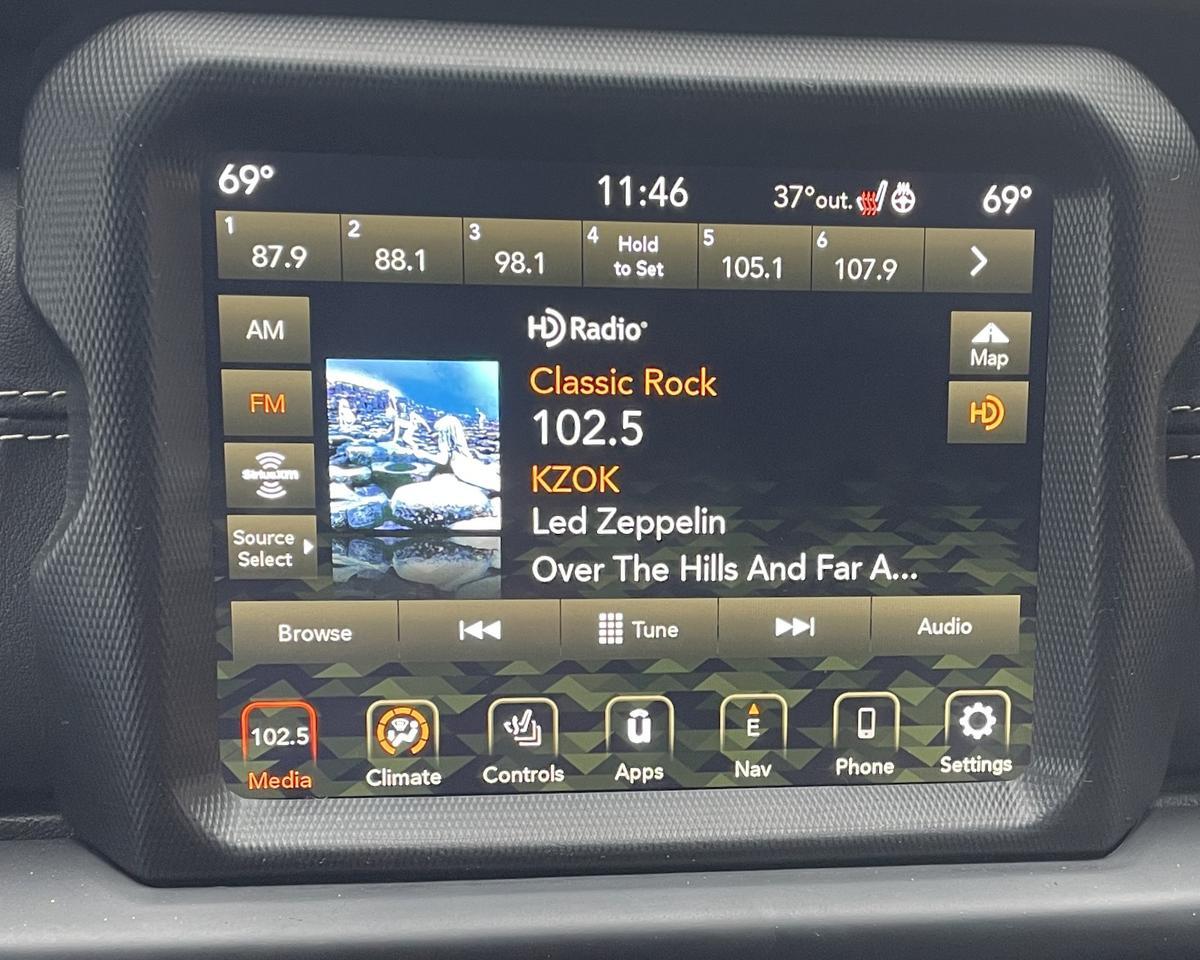 69° 11:46 37°out. 69°
1 87.9 2 88.1 3 98.1 4 Hold to Set 5 105.1 6 107.9
AM
FM
SiriusXM
Source
Select
HD Radio
Classic Rock
102.5
KZOK
Led Zeppelin
Over The Hills And Far A...
Map
HD
Browse Tune Audio
102.5 û E
Media Climate Controls Apps Nav Phone Settings